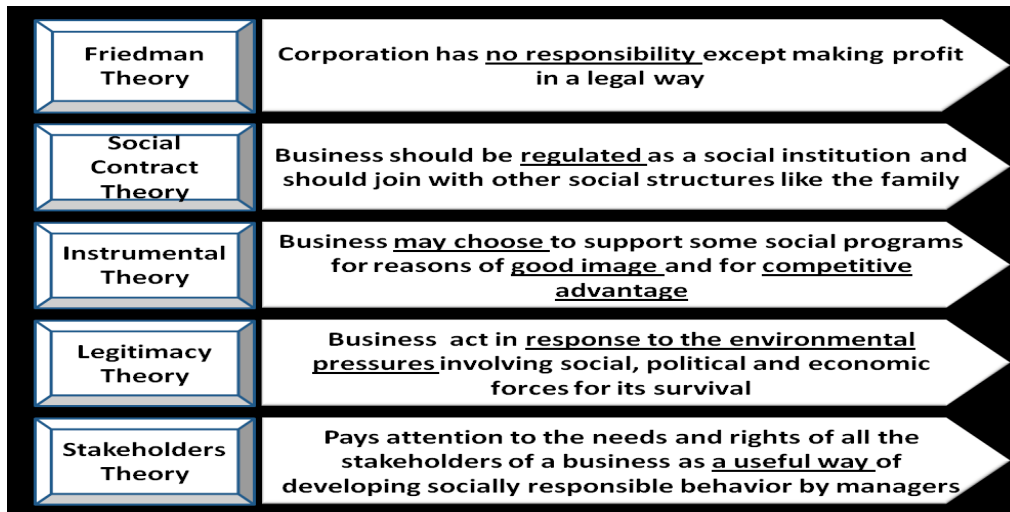 Friedman
Theory
Corporation has no responsibility except making profit
in a legal way
Social
Contract
Theory
Business should be regulated as a social institution and
should join with other social structures like the family
Instrumental
Theory
Business may choose to support some social programs
for reasons of good image and for competitive
advantage
Legitimacy
Theory
Business act in response to the environmental
pressures involving social, political and economic
forces for its survival
Stakeholders
Theory
Pays attention to the needs and rights of all the
stakeholders of a business as a useful way of
developing socially responsible behavior by managers